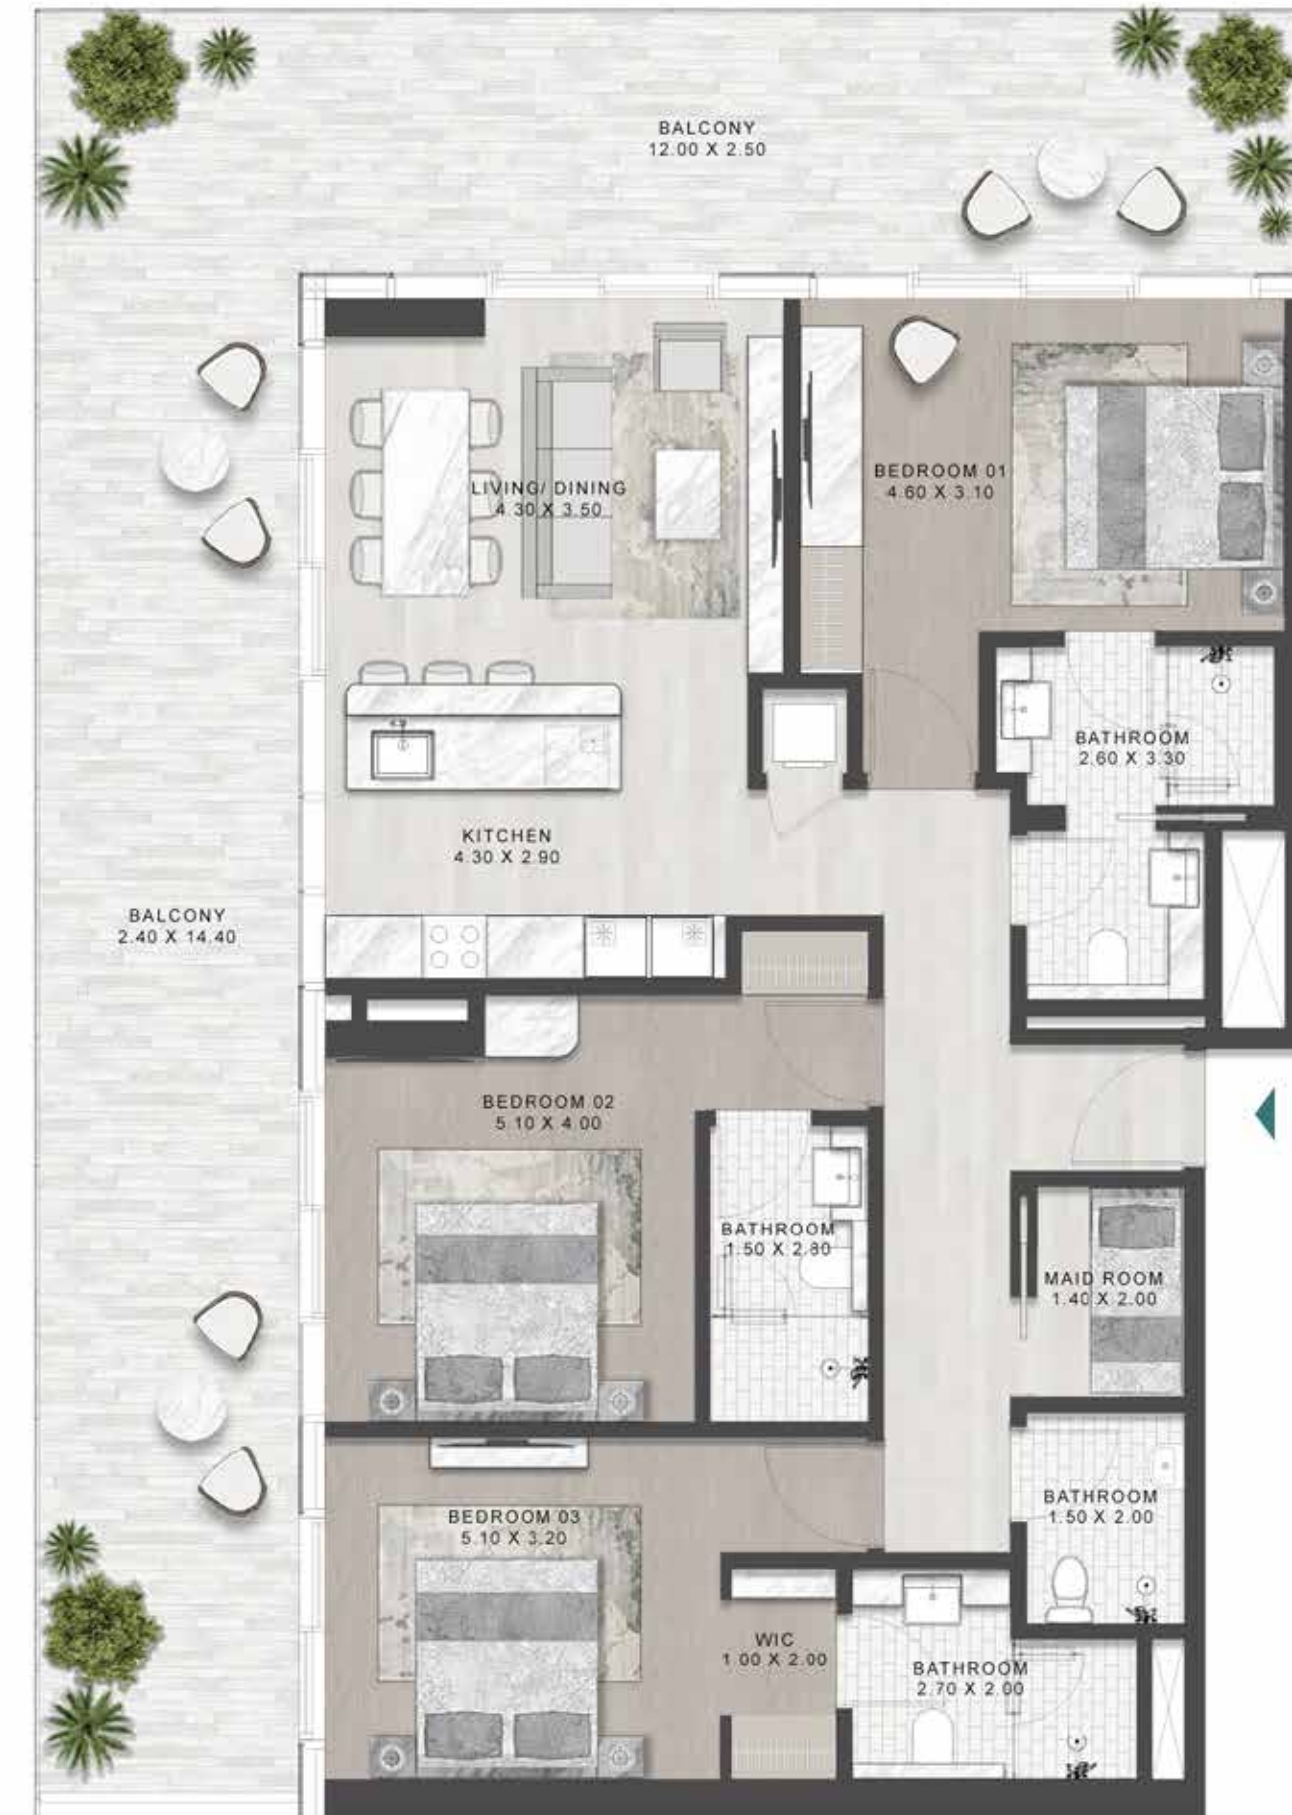 BALCONY
12.00 X 2.50
BEDROOM 01
4.60 X 3.10
LIVING/ DINING
4.30 X 3.50
BATHROOM
2.60 X 3.30
KITCHEN
4.30 X 2.90
BALCONY
2.40 X 14.40
BEDROOM 02
5.10 X 4.00
BATHROOM
1.50 X 2.80
MAID ROOM
1.40 X 2.00
BATHROOM
1.50 X 2.00
BEDROOM 03
5.10 X 3.20
WIC
1.00 X 2.00
BATHROOM
2.70 X 2.00